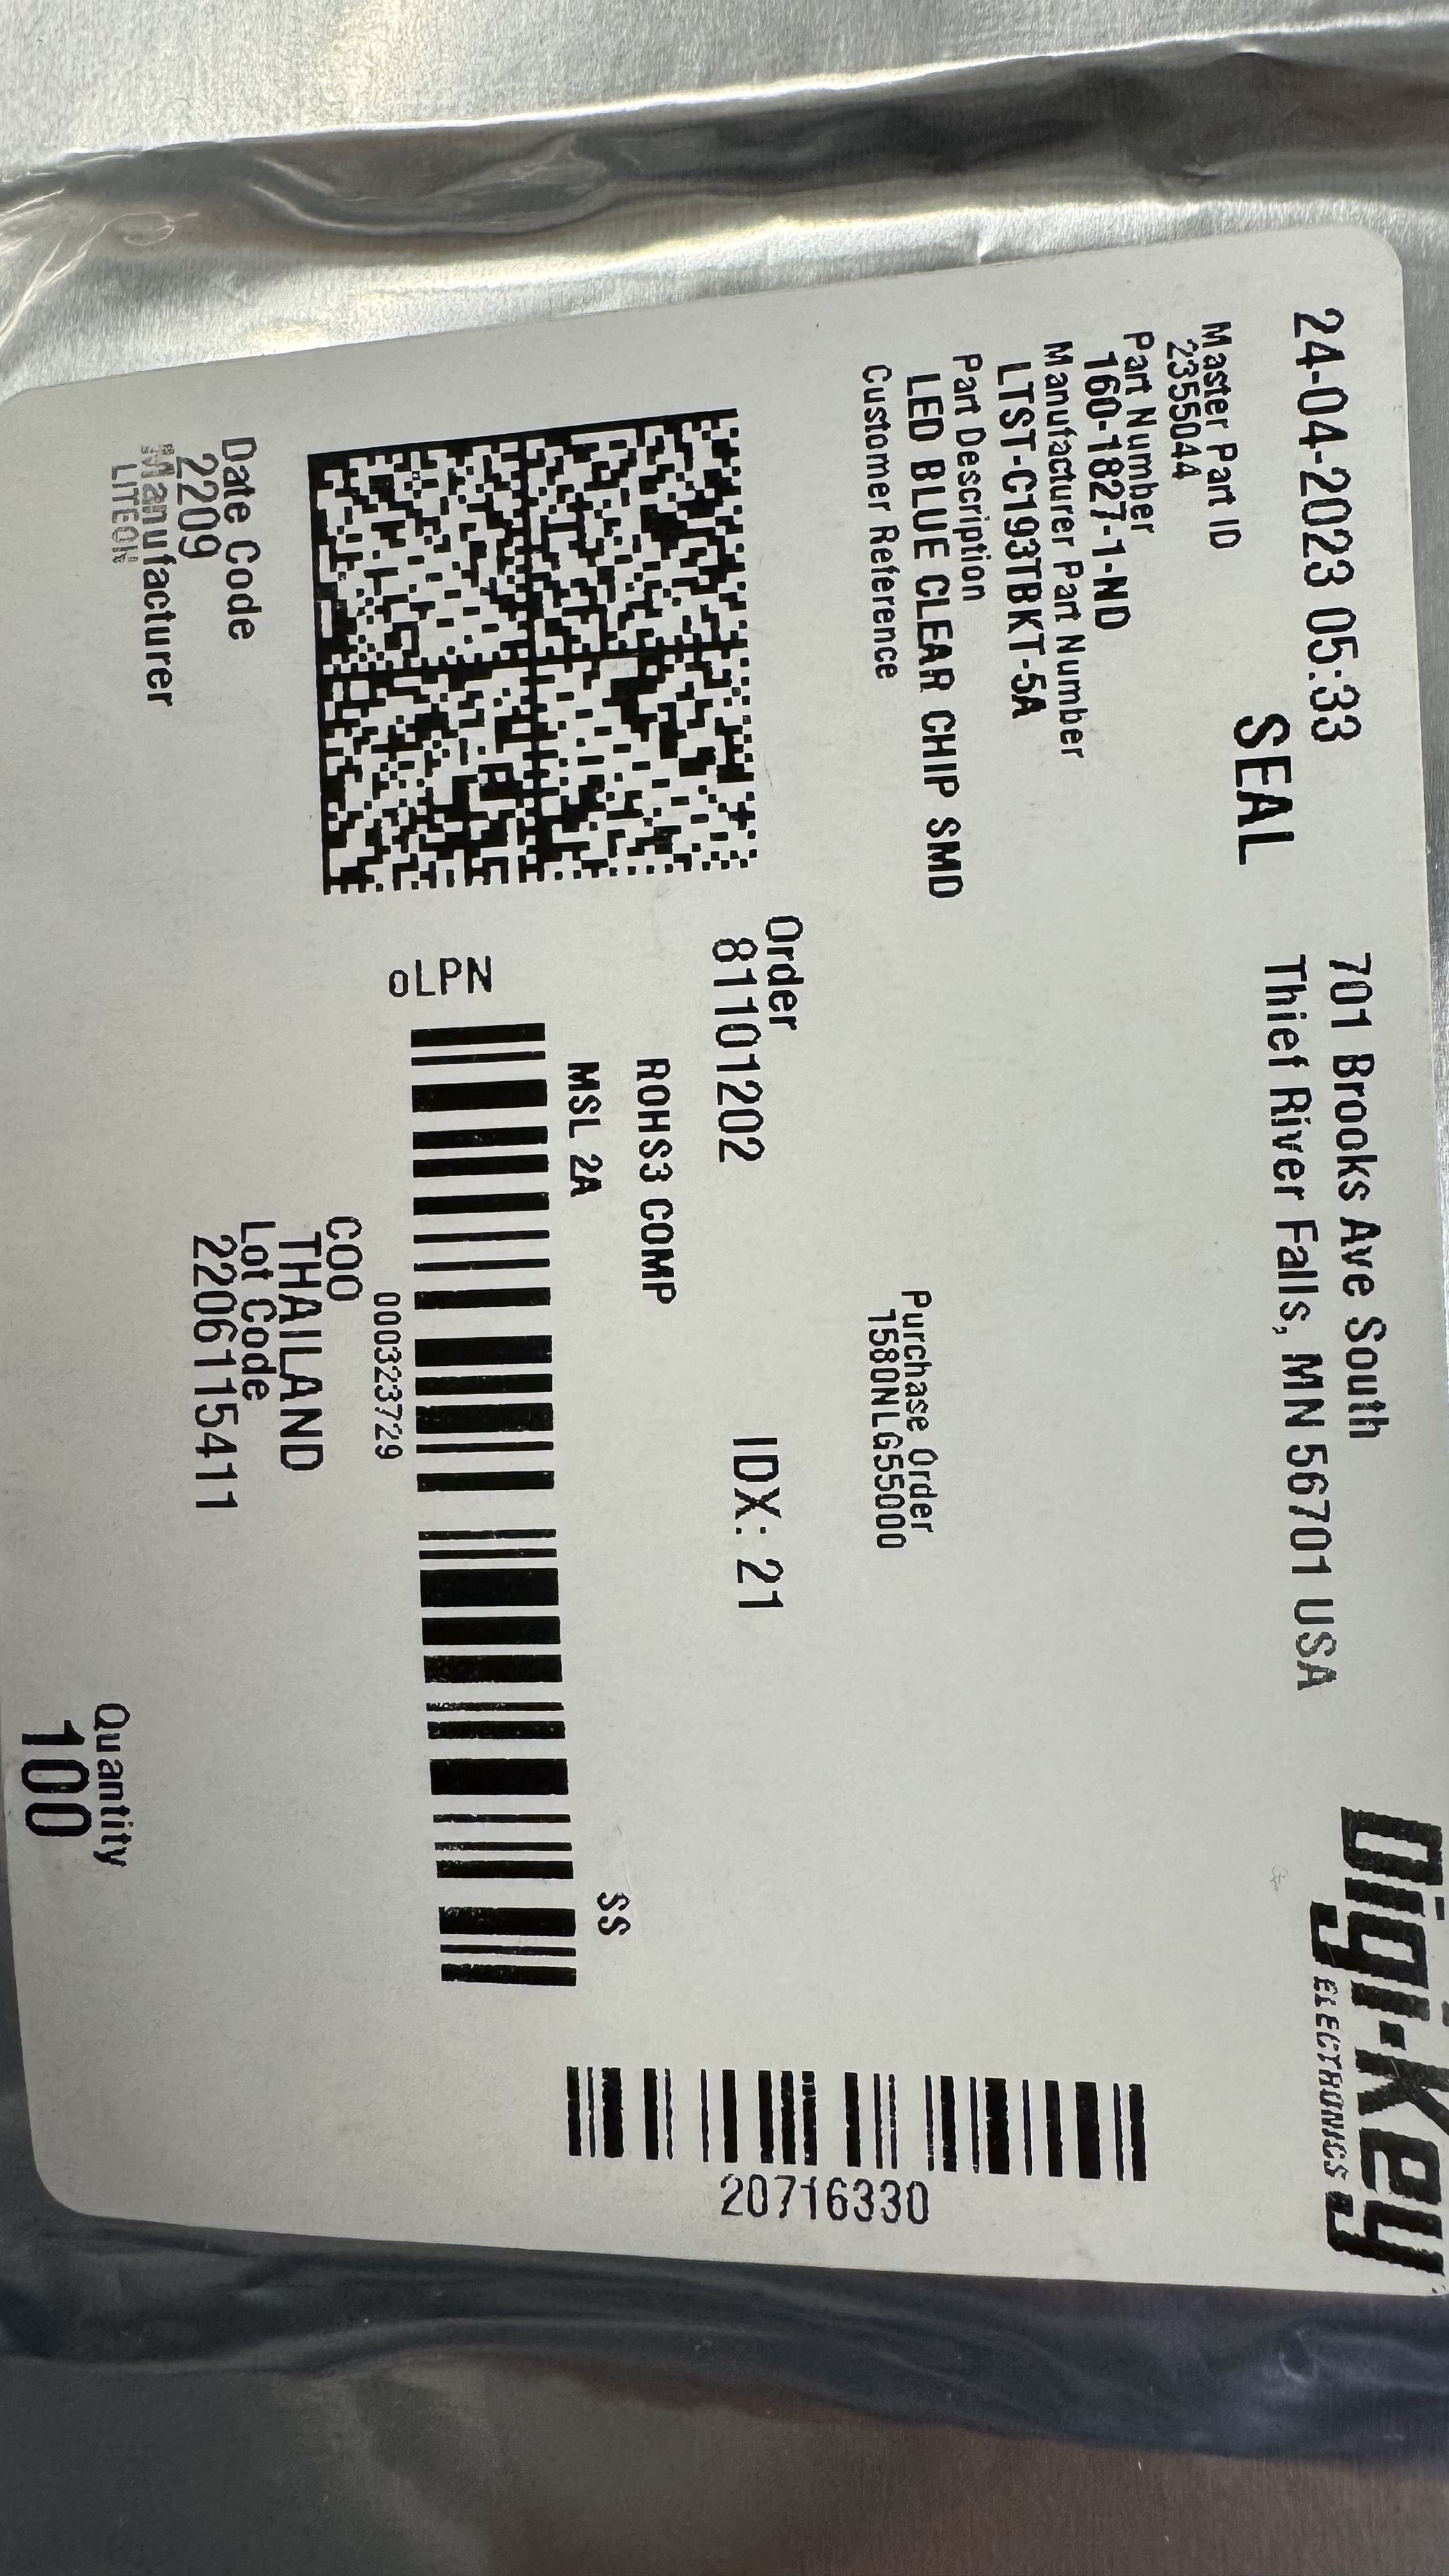 24-04-2023 05:33
SEAL
701 Brooks Ave South
Thief River Falls, MN 56701 USA
Digi-Key
ELECTRONICS
Master Part ID
2355044
Part Number
160-1827-1-ND
Manufacturer Part Number
LTST-C193TBKT-5A
Part Description
LED BLUE CLEAR CHIP SMD
Customer Reference
Purchase Order
1580NLG55000
Order
81101202
IDX: 21
ROHS3 COMP
MSL 2A
SS
oLPN
000323729
20716330
COO
THAILAND
Lot Code
2206115411
Date Code
2209
Manufacturer
LITEON
Quantity
100